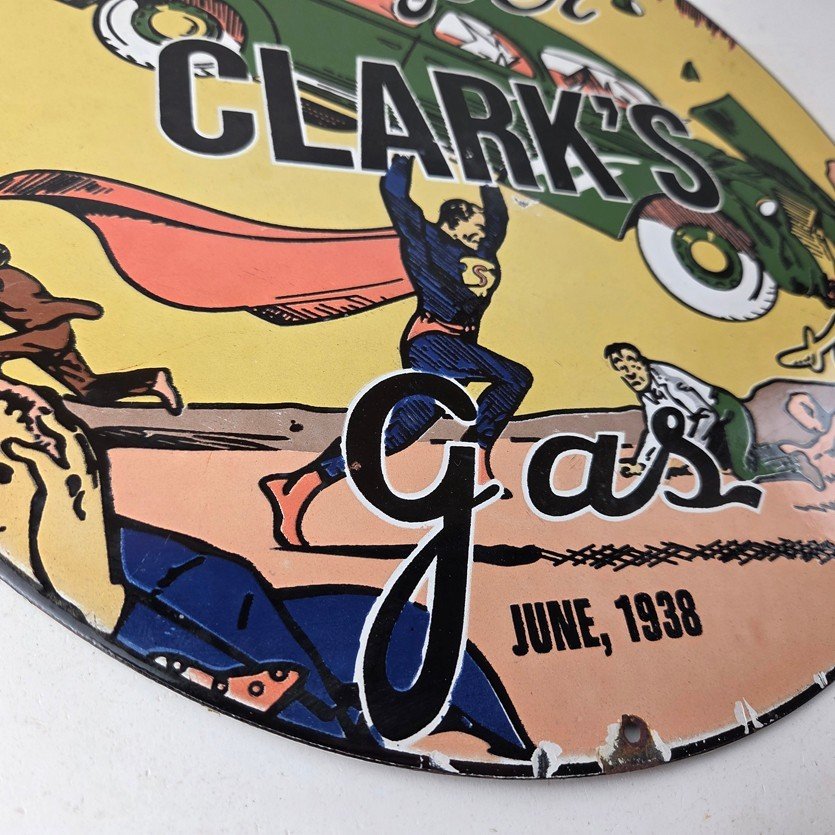 CLARK'S
S
gas
JUNE, 1938